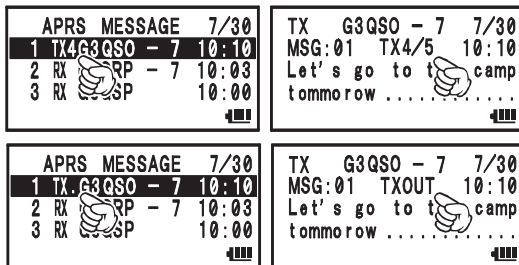 APRS MESSAGE 7/30
1 TX4G3QSO – 7 10:10
2 RX RP – 7 10:03
3 RX SP 10:00
TX G3QSO – 7 7/30
MSG:01 TX4/5 10:10
Let's go to camp
tommorow ............
APRS MESSAGE 7/30
1 TX.G3QSO – 7 10:10
2 RX RP – 7 10:03
3 RX SP 10:00
TX G3QSO – 7 7/30
MSG:01 TXOUT 10:10
Let's go to camp
tommorow ............